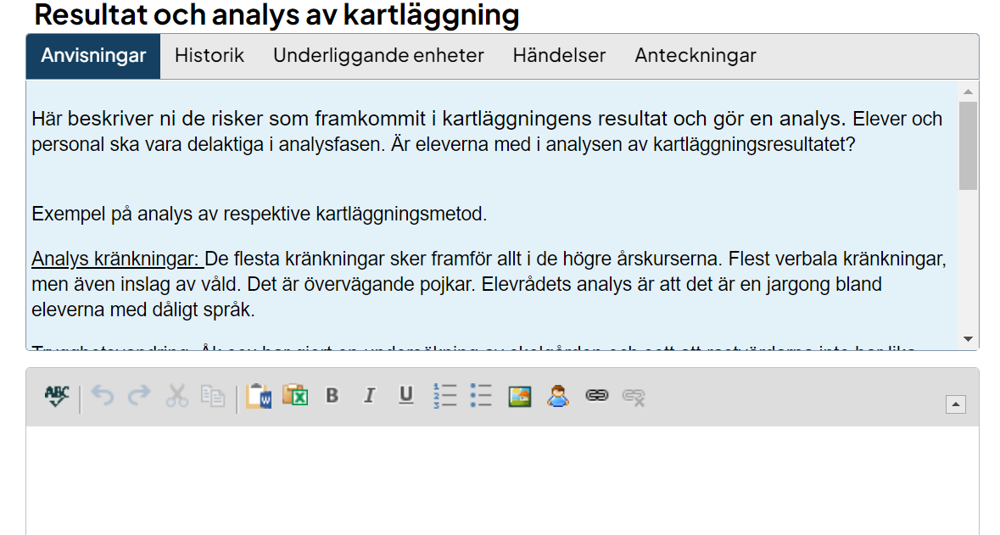 Resultat och analys av kartläggning
Anvisningar Historik Underliggande enheter Händelser Anteckningar
Här beskriver ni de risker som framkommit i kartläggningens resultat och gör en analys. Elever och
personal ska vara delaktiga i analysfasen. Är eleverna med i analysen av kartläggningsresultatet?
Exempel på analys av respektive kartläggningsmetod.
Analys kränkningar: De flesta kränkningar sker framför allt i de högre årskurserna. Flest verbala kränkningar,
men även inslag av våld. Det är övervägande pojkar. Elevrådets analys är att det är en jargong bland
eleverna med dåligt språk.
ABC B I U